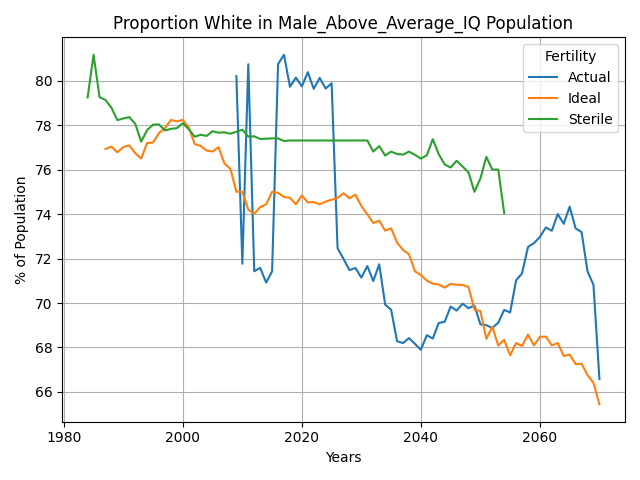 Proportion White in Male_Above_Average_IQ Population
% of Population
80
78
76
74
72
70
68
66
Fertility
Actual
Ideal
Sterile
1980
2000
2020
2040
2060
Years